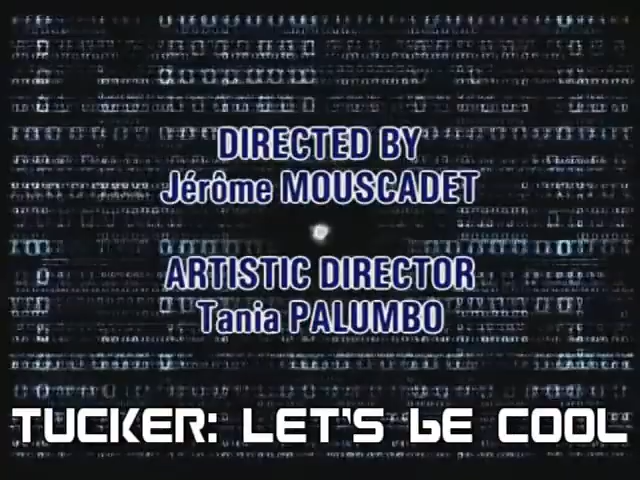 DIRECTED BY
Jérôme MOUSCADET
ARTISTIC DIRECTOR
Tania PALUMBO
TUCKER: LET'S bE COOL